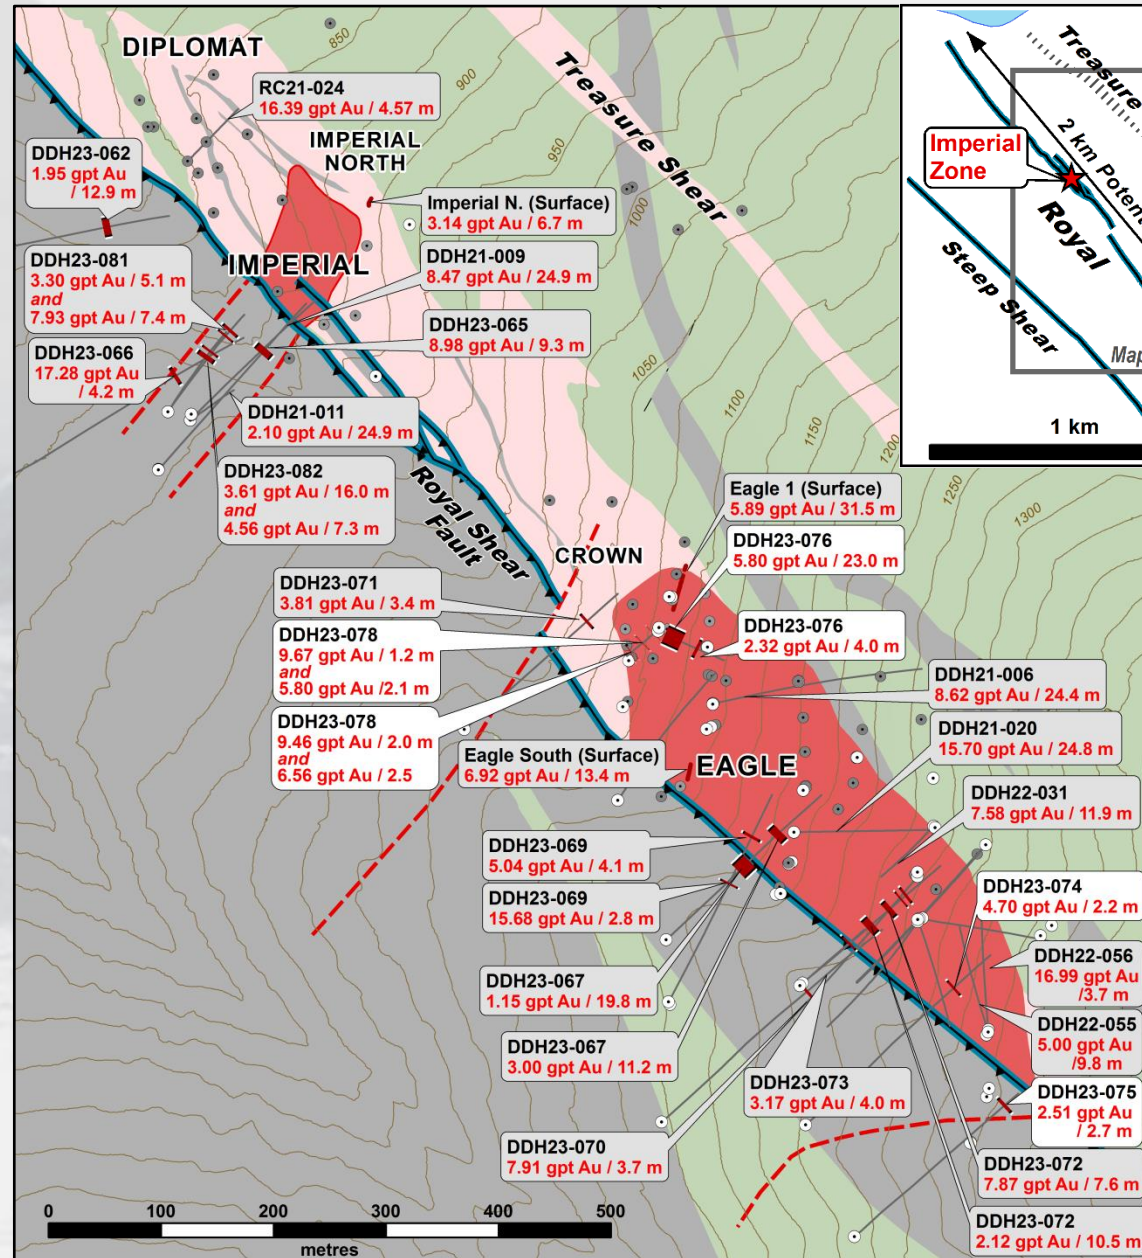 DIPLOMAT
850
900
950
1000
1050
1100
1150
1200
1250
1300
Treasure Shear
RC21-024
16.39 gpt Au / 4.57 m
IMPERIAL
NORTH
DDH23-062
1.95 gpt Au
/ 12.9 m
Imperial N. (Surface)
3.14 gpt Au / 6.7 m
IMPERIAL
DDH23-081
3.30 gpt Au / 5.1 m
and
7.93 gpt Au / 7.4 m
DDH21-009
8.47 gpt Au / 24.9 m
DDH23-065
8.98 gpt Au / 9.3 m
DDH23-066
17.28 gpt Au
/ 4.2 m
DDH21-011
2.10 gpt Au / 24.9 m
DDH23-082
3.61 gpt Au / 16.0 m
and
4.56 gpt Au / 7.3 m
Royal Shear
Fault
CROWN
Eagle 1 (Surface)
5.89 gpt Au / 31.5 m
DDH23-076
5.80 gpt Au / 23.0 m
DDH23-071
3.81 gpt Au / 3.4 m
DDH23-076
2.32 gpt Au / 4.0 m
DDH23-078
9.67 gpt Au / 1.2 m
and
5.80 gpt Au /2.1 m
DDH23-078
9.46 gpt Au / 2.0 m
and
6.56 gpt Au / 2.5
DDH21-006
8.62 gpt Au / 24.4 m
DDH21-020
15.70 gpt Au / 24.8 m
Eagle South (Surface)
6.92 gpt Au / 13.4 m
EAGLE
DDH22-031
7.58 gpt Au / 11.9 m
DDH23-069
5.04 gpt Au / 4.1 m
DDH23-069
15.68 gpt Au / 2.8 m
DDH23-074
4.70 gpt Au / 2.2 m
DDH22-056
16.99 gpt Au
/3.7 m
DDH23-067
1.15 gpt Au / 19.8 m
DDH22-055
5.00 gpt Au
/9.8 m
DDH23-067
3.00 gpt Au / 11.2 m
DDH23-073
3.17 gpt Au / 4.0 m
DDH23-075
2.51 gpt Au
/ 2.7 m
DDH23-070
7.91 gpt Au / 3.7 m
DDH23-072
7.87 gpt Au / 7.6 m
DDH23-072
2.12 gpt Au / 10.5 m
0 100 200 300 400 500
metres
Treasure
2 km Potent
Imperial
Zone
Royal
Steep Shear
Map
1 km